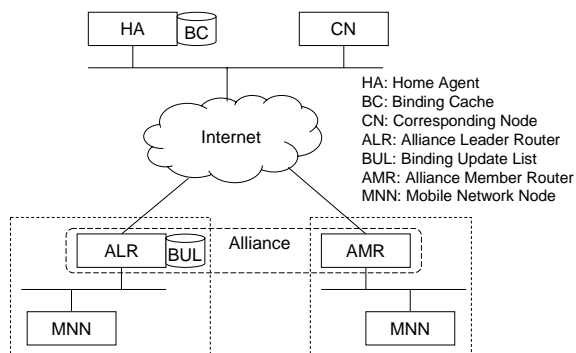 HA
BC
CN
HA: Home Agent
BC: Binding Cache
CN: Corresponding Node
ALR: Alliance Leader Router
BUL: Binding Update List
AMR: Alliance Member Router
MNN: Mobile Network Node
Internet
ALR
BUL
Alliance
AMR
MNN
MNN